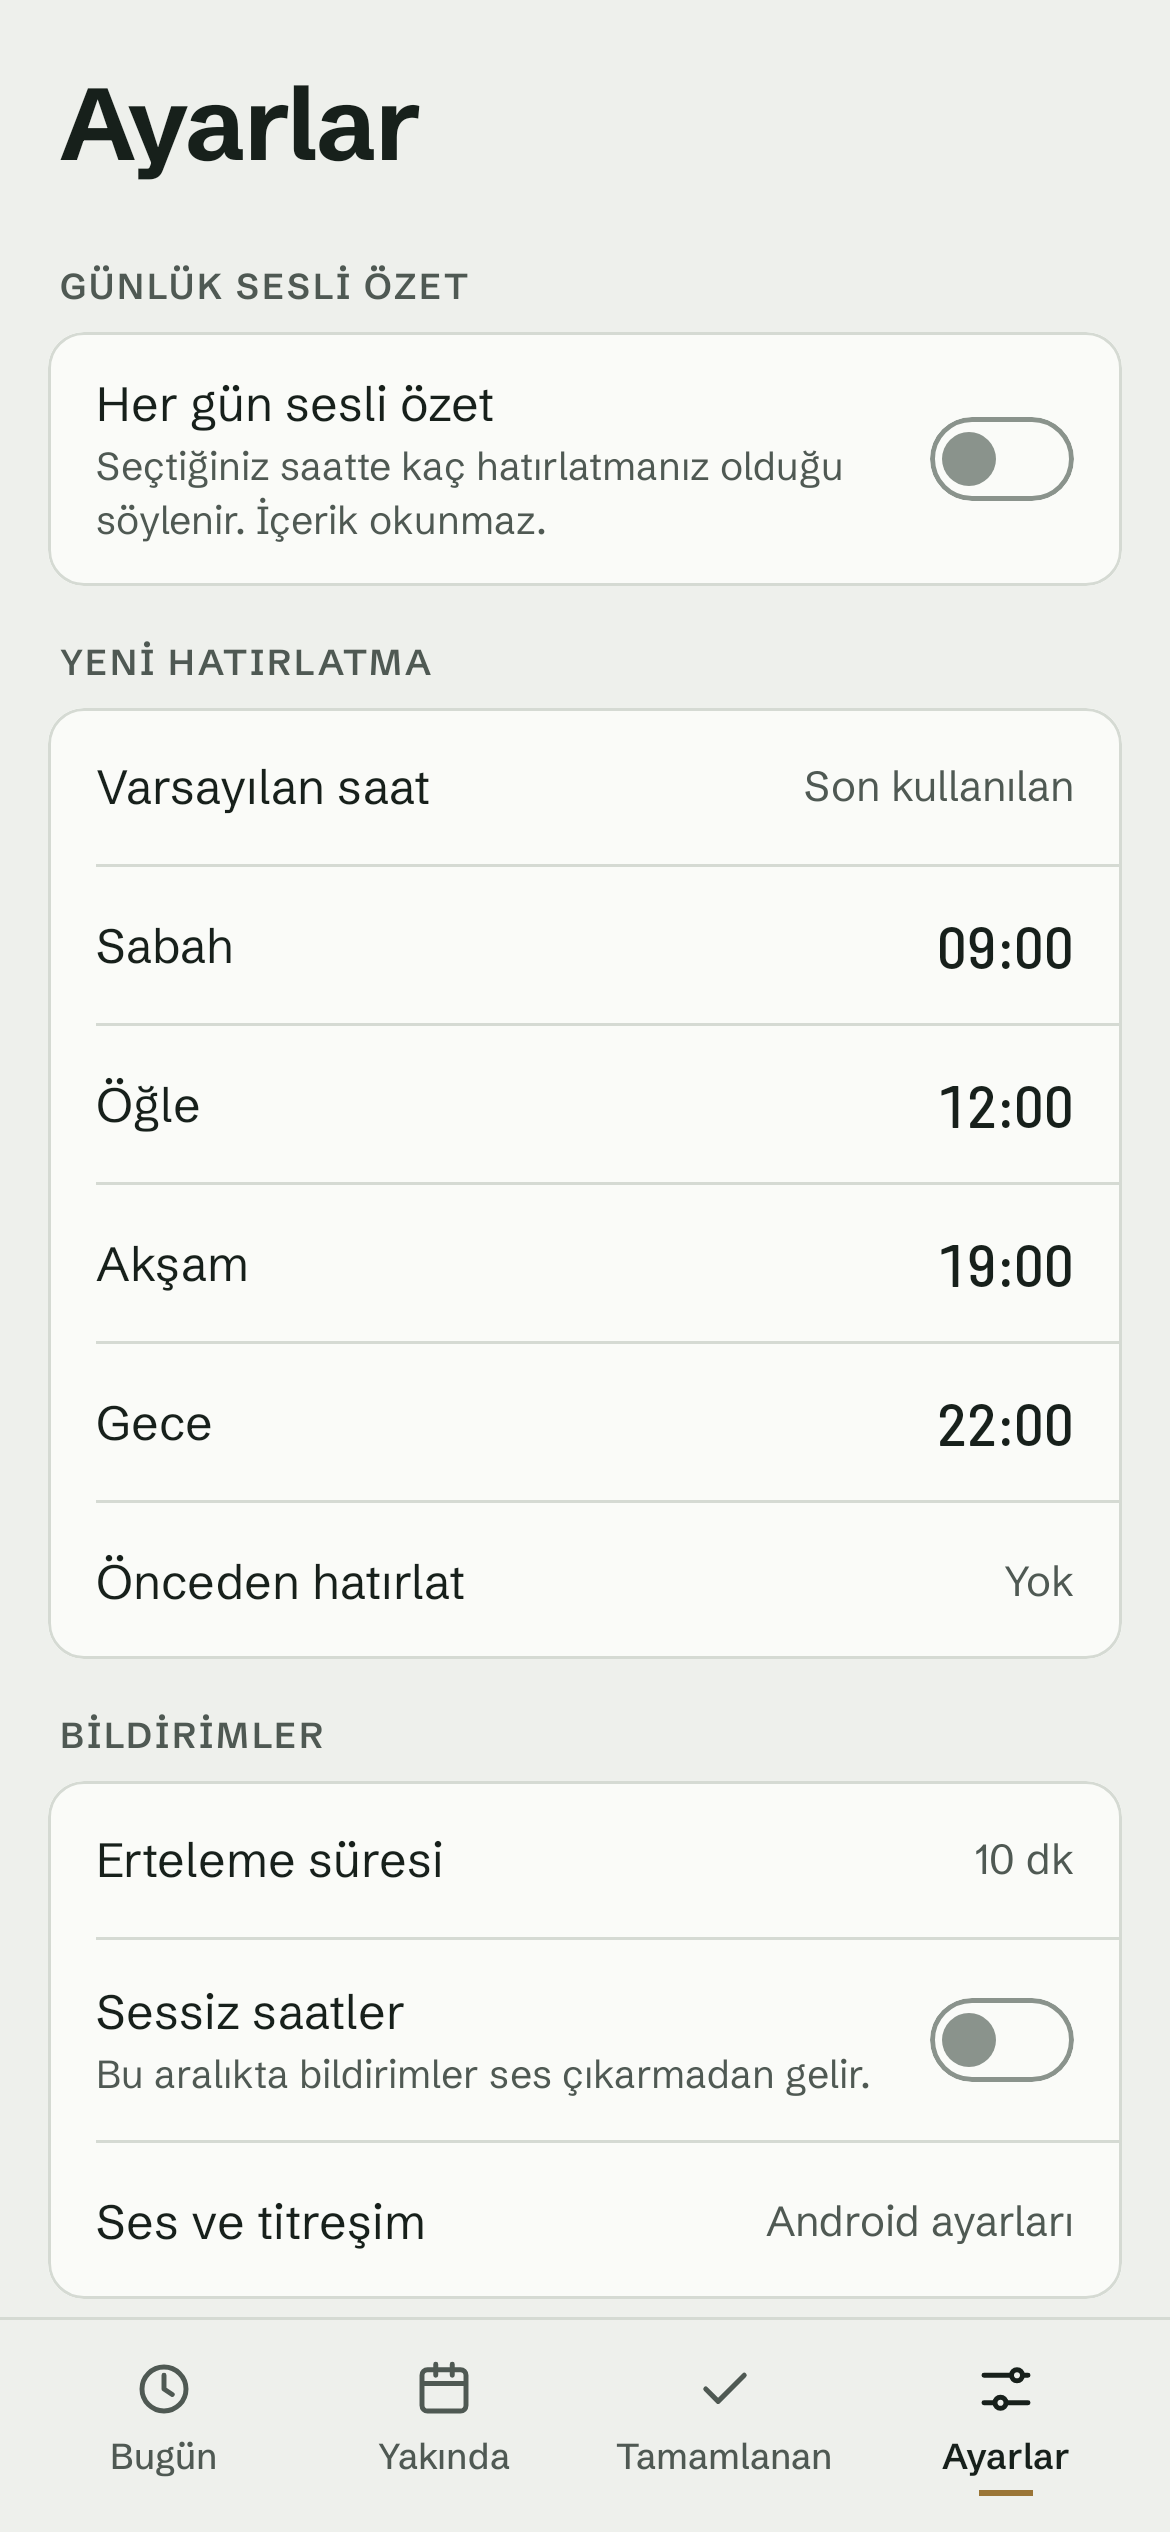 Ayarlar
GÜNLÜK SESLİ ÖZET
Her gün sesli özet
Seçtiğiniz saatte kaç hatırlatmanız olduğu
söylenir. İçerik okunmaz.
YENİ HATIRLATMA
Varsayılan saat Son kullanılan
Sabah 09:00
Öğle 12:00
Akşam 19:00
Gece 22:00
Önceden hatırlat Yok
BİLDİRİMLER
Erteleme süresi 10 dk
Sessiz saatler
Bu aralıkta bildirimler ses çıkarmadan gelir.
Ses ve titreşim Android ayarları
Bugün Yakında Tamamlanan Ayarlar